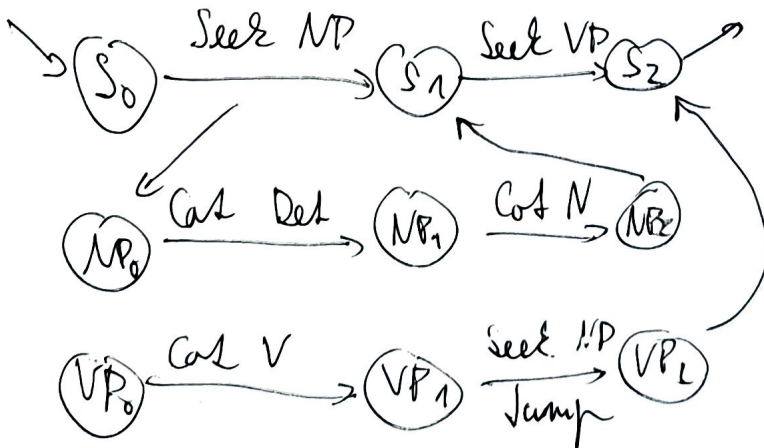 Seek NP Seek VP
S₀ S₁ S₂
Cat Det Cat N
NP₀ NP₁ NP₂
Cat V Seek NP
VP₀ VP₁ VP₂
Jump